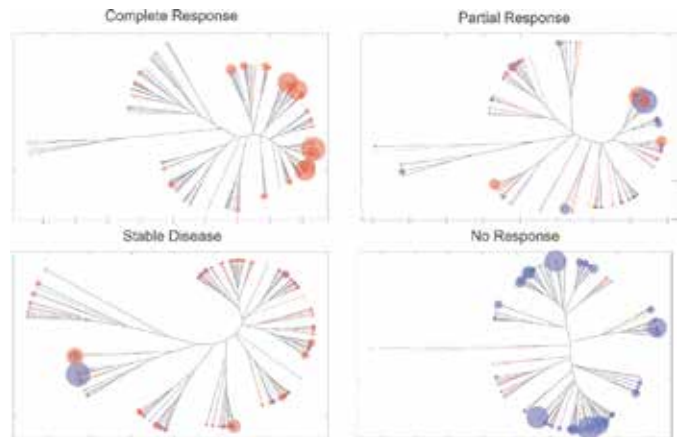 Complete Response
Partial Response
Stable Disease
No Response